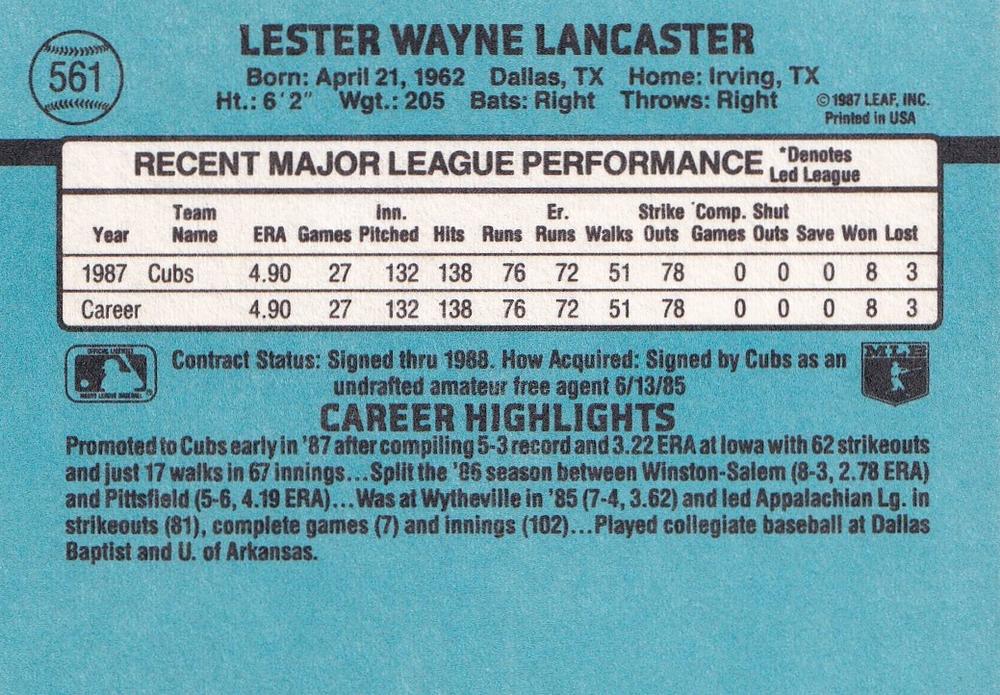 561
LESTER WAYNE LANCASTER
Born: April 21, 1962 Dallas, TX Home: Irving, TX
Ht.: 6'2" Wgt.: 205 Bats: Right Throws: Right
©1987 LEAF, INC.
Printed in USA
RECENT MAJOR LEAGUE PERFORMANCE *Denotes Led League
Year Team Name ERA Games Inn. Pitched Hits Runs Er. Runs Walks Strike Outs Comp. Games Shut Outs Save Won Lost
1987 Cubs 4.90 27 132 138 76 72 51 78 0 0 0 8 3
Career 4.90 27 132 138 76 72 51 78 0 0 0 8 3
Contract Status: Signed thru 1988. How Acquired: Signed by Cubs as an
undrafted amateur free agent 6/13/85
MLB
CAREER HIGHLIGHTS
Promoted to Cubs early in '87 after compiling 5-3 record and 3.22 ERA at Iowa with 62 strikeouts
and just 17 walks in 67 innings...Split the '86 season between Winston-Salem (8-3, 2.78 ERA)
and Pittsfield (5-6, 4.19 ERA)...Was at Wytheville in '85 (7-4, 3.62) and led Appalachian Lg. in
strikeouts (81), complete games (7) and innings (102)...Played collegiate baseball at Dallas
Baptist and U. of Arkansas.